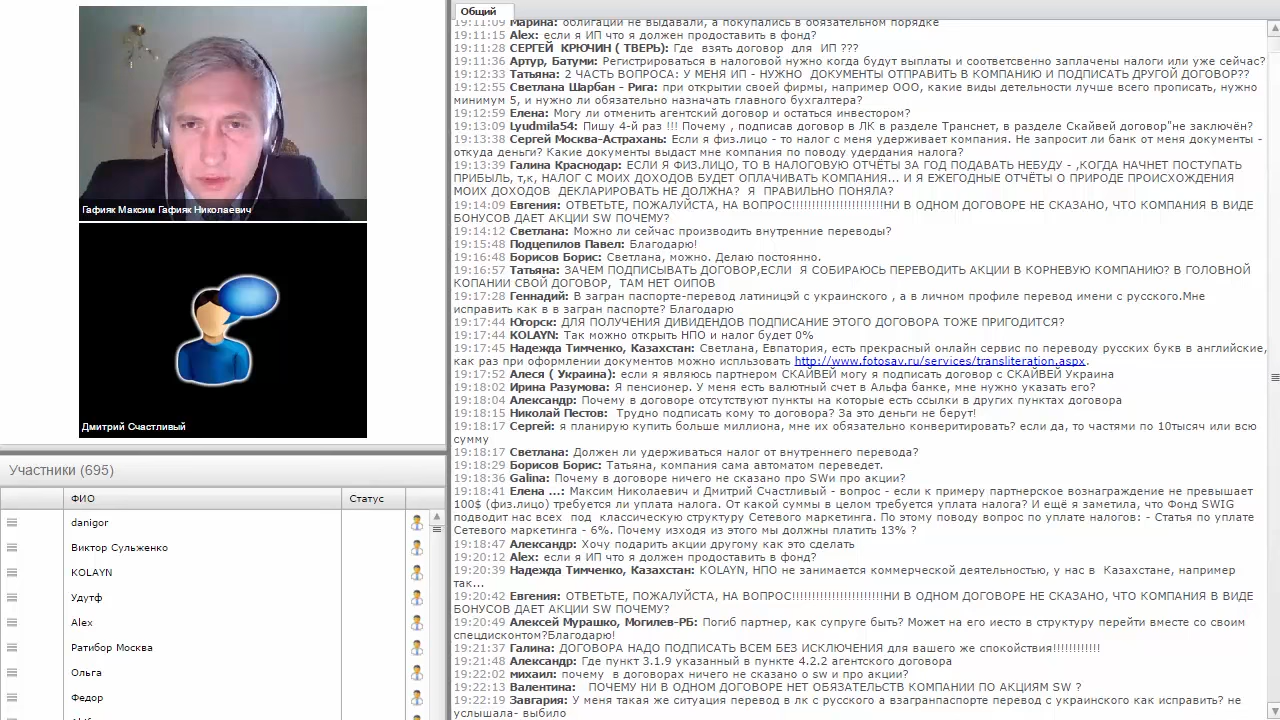 Гафияк Максим Гафияк Николаевич
Дмитрий Счастливый
Участники (695)
ФИО
Статус
danigor
Виктор Сульженко
KOLAYN
Удутф
Alex
Ратибор Москва
Ольга
Федор
Общий
19:11:09 Марина: облигации не выдавали, а покупались в обязательном порядке
19:11:15 Alex: если я ИП что я должен продоставить в фонд?
19:11:28 СЕРГЕЙ КРЮЧИН ( ТВЕРЬ): Где взять договор для ИП ???
19:11:36 Артур, Батуми: Регистрироваться в налоговой нужно когда будут выплаты и соответсвенно заплачены налоги или уже сейчас?
19:12:33 Татьяна: 2 ЧАСТЬ ВОПРОСА: У МЕНЯ ИП - НУЖНО ДОКУМЕНТЫ ОТПРАВИТЬ В КОМПАНИЮ И ПОДПИСАТЬ ДРУГОЙ ДОГОВОР??
19:12:55 Светлана Шарбан - Рига: при открытии своей фирмы, например ООО, какие виды детельности лучше всего прописать, нужно
минимум 5, и нужно ли обязательно назначать главного бухгалтера?
19:12:59 Елена: Могу ли отменить агентский договор и остаться инвестором?
19:13:09 Lyudmila54: Пишу 4-й раз !!! Почему , подписав договор в ЛК в разделе Транснет, в разделе Скайвей договор"не заключён?
19:13:38 Сергей Москва-Астрахань: Если я физ.лицо - то налог с меня удерживает компания. Не запросит ли банк от меня документы -
откуда деньги? Какие документы выдаст мне компания по поводу удердания налога?
19:13:39 Галина Краснодар: ЕСЛИ Я ФИЗ.ЛИЦО, ТО В НАЛОГОВУЮ ОТЧЁТЫ ЗА ГОД ПОДАВАТЬ НЕБУДУ - ,КОГДА НАЧНЕТ ПОСТУПАТЬ
ПРИБЫЛЬ, т,к, НАЛОГ С МОИХ ДОХОДОВ БУДЕТ ОПЛАЧИВАТЬ КОМПАНИЯ... И Я ЕЖЕГОДНЫЕ ОТЧЁТЫ О ПРИРОДЕ ПРОИСХОЖДЕНИЯ
МОИХ ДОХОДОВ ДЕКЛАРИРОВАТЬ НЕ ДОЛЖНА? Я ПРАВИЛЬНО ПОНЯЛА?
19:14:09 Евгения: ОТВЕТЬТЕ, ПОЖАЛУЙСТА, НА ВОПРОС!!!!!!!!!!!!!!!!!!!!!!!НИ В ОДНОМ ДОГОВОРЕ НЕ СКАЗАНО, ЧТО КОМПАНИЯ В ВИДЕ
БОНУСОВ ДАЕТ АКЦИИ SW ПОЧЕМУ?
19:14:12 Светлана: Можно ли сейчас производить внутренние переводы?
19:15:48 Подцепилов Павел: Благодарю!
19:16:48 Борисов Борис: Светлана, можно. Делаю постоянно.
19:16:57 Татьяна: ЗАЧЕМ ПОДПИСЫВАТЬ ДОГОВОР,ЕСЛИ Я СОБИРАЮСЬ ПЕРЕВОДИТЬ АКЦИИ В КОРНЕВУЮ КОМПАНИЮ? В ГОЛОВНОЙ
КОПАНИИ СВОЙ ДОГОВОР, ТАМ НЕТ ОИПОВ
19:17:28 Геннадий: В загран паспорте-перевод латиницэй с украинского , а в личном профиле перевод имени с русского.Мне
исправить как в в загран паспорте? Благодарю
19:17:44 Югорск: ДЛЯ ПОЛУЧЕНИЯ ДИВИДЕНДОВ ПОДПИСАНИЕ ЭТОГО ДОГОВОРА ТОЖЕ ПРИГОДИТСЯ?
19:17:44 KOLAYN: Так можно открыть НПО и налог будет 0%
19:17:45 Надежда Тимченко, Казахстан: Светлана, Евпатория, есть прекрасный онлайн сервис по переводу русских букв в английские,
как раз при оформлении документов можно использовать http://www.fotosav.ru/services/transliteration.aspx.
19:17:52 Алеся ( Украина): если я являюсь партнером СКАЙВЕЙ могу я подписать договор с СКАЙВЕЙ Украина
19:18:02 Ирина Разумова: Я пенсионер. У меня есть валютный счет в Альфа банке, мне нужно указать его?
19:18:04 Александр: Почему в договоре отсутствуют пункты на которые есть ссылки в других пунктах договора
19:18:15 Николай Пестов: Трудно подписать кому то договора? За это деньги не берут!
19:18:17 Сергей: я планирую купить больше миллиона, мне их обязательно конверитировать? если да, то частями по 10тысяч или всю
сумму
19:18:17 Светлана: Должен ли удерживаться налог от внутреннего перевода?
19:18:29 Борисов Борис: Татьяна, компания сама автоматом переведет.
19:18:36 Galina: Почему в договоре ничего не сказано про SWи про акции?
19:18:41 Елена ...: Максим Николаевич и Дмитрий Счастливый - вопрос - если к примеру партнерское вознаграждение не превышает
100$ (физ.лицо) требуется ли уплата налога. От какой суммы в целом требуется уплата налога? И ещё я заметила, что Фонд SWIG
подводит нас всех под классическую структуру Сетевого маркетинга. По этому поводу вопрос по уплате налогов: - Статья по уплате
Сетевого маркетинга - 6%. Почему изходя из этого мы должны платить 13% ?
19:18:47 Александр: Хочу подарить акции другому как это сделать
19:20:12 Alex: если я ИП что я должен продоставить в фонд?
19:20:39 Надежда Тимченко, Казахстан: KOLAYN, НПО не занимается коммерческой деятельностью, у нас в Казахстане, например
так...
19:20:42 Евгения: ОТВЕТЬТЕ, ПОЖАЛУЙСТА, НА ВОПРОС!!!!!!!!!!!!!!!!!!!!!!!НИ В ОДНОМ ДОГОВОРЕ НЕ СКАЗАНО, ЧТО КОМПАНИЯ В ВИДЕ
БОНУСОВ ДАЕТ АКЦИИ SW ПОЧЕМУ?
19:20:49 Алексей Мурашко, Могилев-РБ: Погиб партнер, как супруге быть? Может на его иесто в структуру перейти вместе со своим
спецдисконтом?Благодарю!
19:21:37 Галина: ДОГОВОРА НАДО ПОДПИСАТЬ ВСЕМ БЕЗ ИСКЛЮЧЕНИЯ для вашего же спокойствия!!!!!!!!!!!!
19:21:48 Александр: Где пункт 3.1.9 указанный в пункте 4.2.2 агентского договора
19:22:02 михаил: почему в договорах ничего не сказано о sw и про акции?
19:22:13 Валентина: ПОЧЕМУ НИ В ОДНОМ ДОГОВОРЕ НЕТ ОБЯЗАТЕЛЬСТВ КОМПАНИИ ПО АКЦИЯМ SW ?
19:22:19 Завгария: У меня такая же ситуация перевод в лк с русского а взагранпаспорте перевод с украинского как исправить? не
услышала- выбило